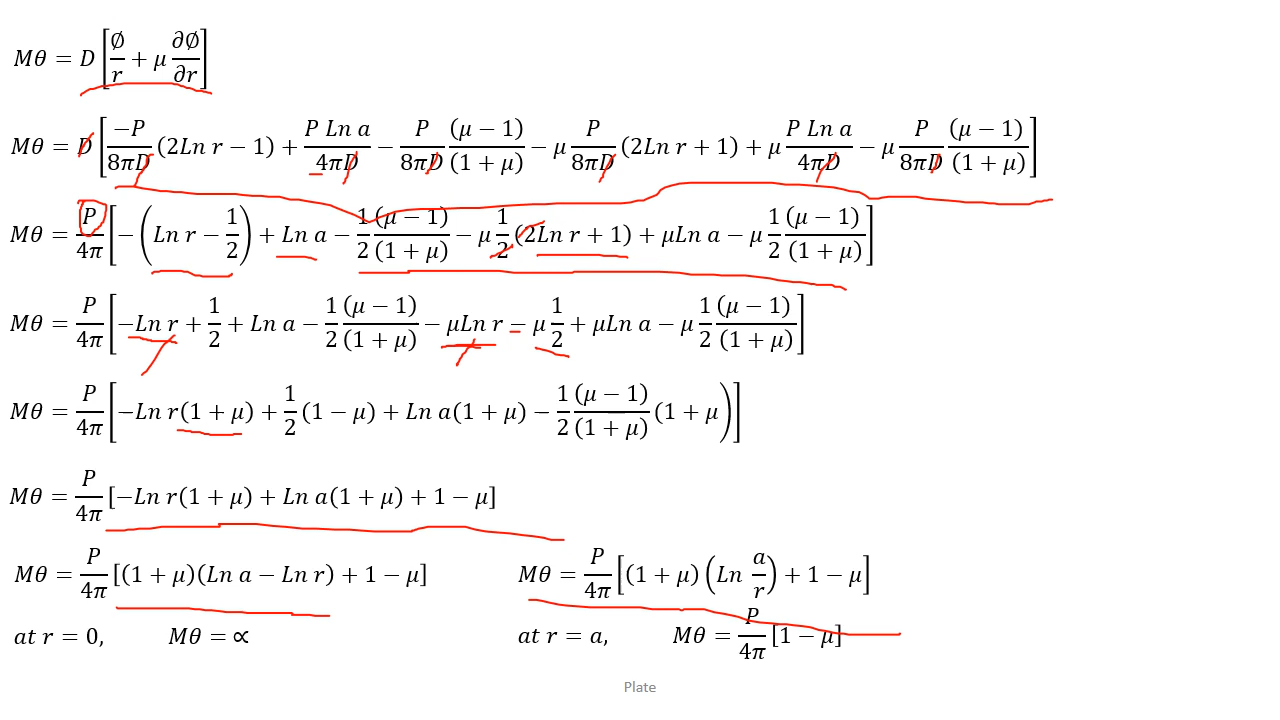 Mθ = D [Ø/r + μ ∂Ø/∂r]
Mθ = D [−P/8πD (2Ln r − 1) + P Ln a/4πD − P/8πD (μ − 1)/(1 + μ) − μ P/8πD (2Ln r + 1) + μ P Ln a/4πD − μ P/8πD (μ − 1)/(1 + μ)]
Mθ = P/4π [−(Ln r − 1/2) + Ln a − 1/2 (μ − 1)/(1 + μ) − μ 1/2 (2Ln r + 1) + μLn a − μ 1/2 (μ − 1)/(1 + μ)]
Mθ = P/4π [−Ln r + 1/2 + Ln a − 1/2 (μ − 1)/(1 + μ) − μLn r − μ 1/2 + μLn a − μ 1/2 (μ − 1)/(1 + μ)]
Mθ = P/4π [−Ln r(1 + μ) + 1/2 (1 − μ) + Ln a(1 + μ) − 1/2 (μ − 1)/(1 + μ) (1 + μ)]
Mθ = P/4π [−Ln r(1 + μ) + Ln a(1 + μ) + 1 − μ]
Mθ = P/4π [(1 + μ)(Ln a − Ln r) + 1 − μ] Mθ = P/4π [(1 + μ) (Ln a/r) + 1 − μ]
at r = 0, Mθ = ∝ at r = a, Mθ = P/4π [1 − μ]
Plate